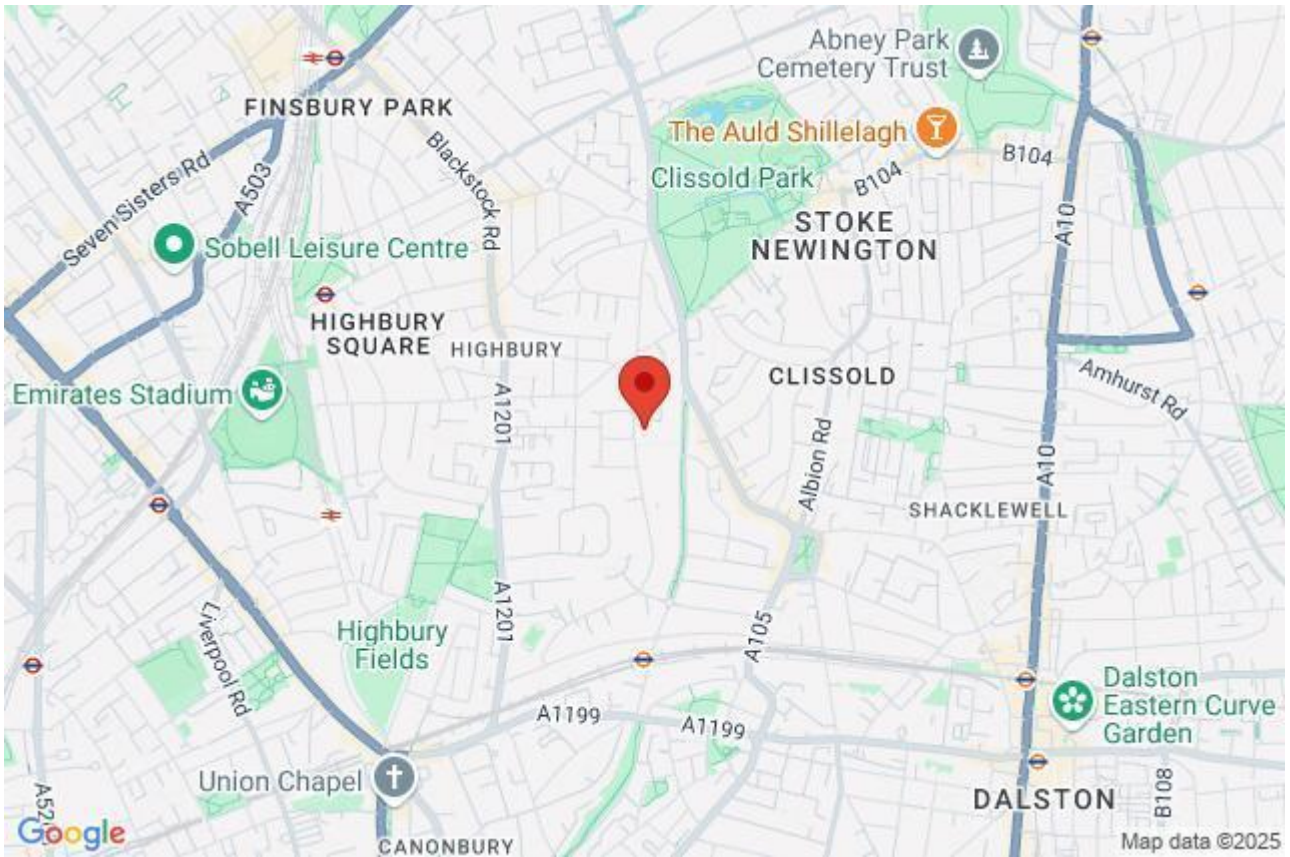 Abney Park
Cemetery Trust
FINSBURY PARK
The Auld Shillelagh
B104
Blackstock Rd
Clissold Park
B104
Seven Sisters Rd
A503
STOKE
NEWINGTON
A10
Sobell Leisure Centre
HIGHBURY
SQUARE
HIGHBURY
CLISSOLD
Emirates Stadium
A1201
Amhurst Rd
Albion Rd
A10
SHACKLEWELL
A1201
Liverpool Rd
Highbury
Fields
A105
Dalston
Eastern Curve
Garden
A1199
A1199
Union Chapel
DALSTON
B108
Google
CANONBURY
Map data ©2025